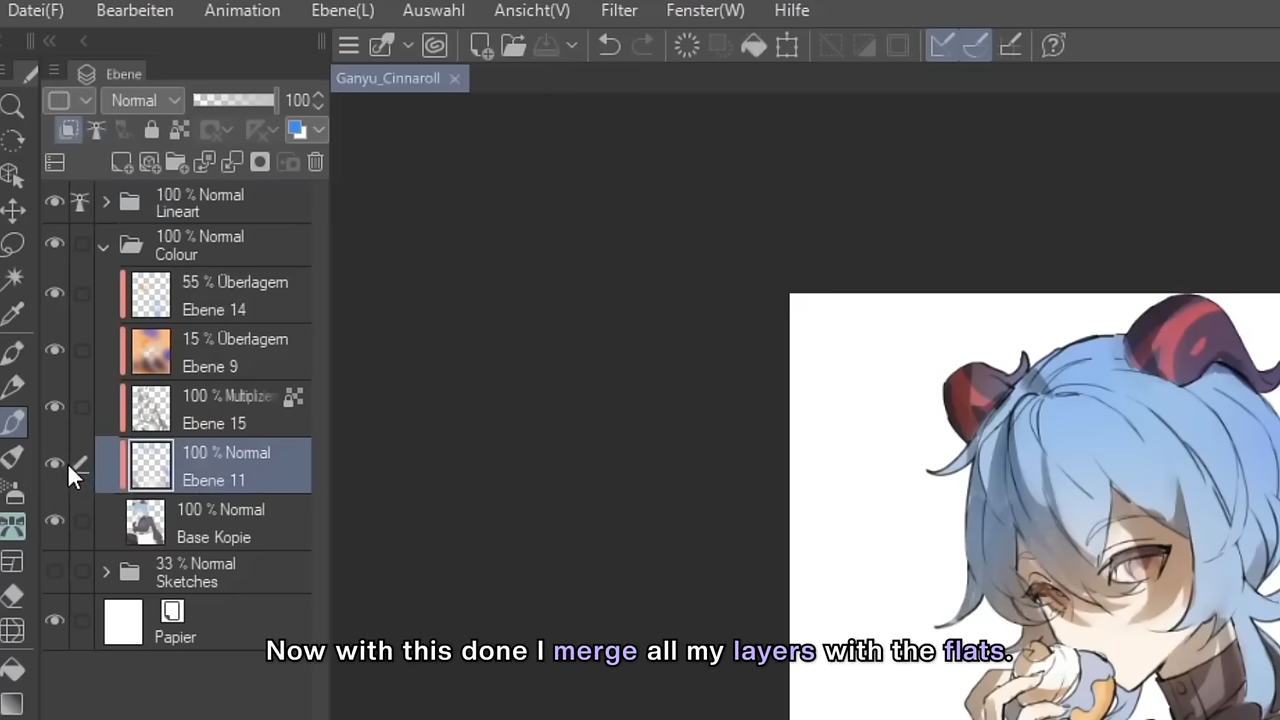 Datei(F) Bearbeiten Animation Ebene(L) Auswahl Ansicht(V) Filter Fenster(W) Hilfe
Ebene
Ganyu_Cinnaroll
Normal 100
100 % Normal
Lineart
100 % Normal
Colour
55 % Überlagern
Ebene 14
15 % Überlagern
Ebene 9
100 % Multiplizie
Ebene 15
100 % Normal
Ebene 11
100 % Normal
Base Kopie
33 % Normal
Sketches
Papier
Now with this done I merge all my layers with the flats.